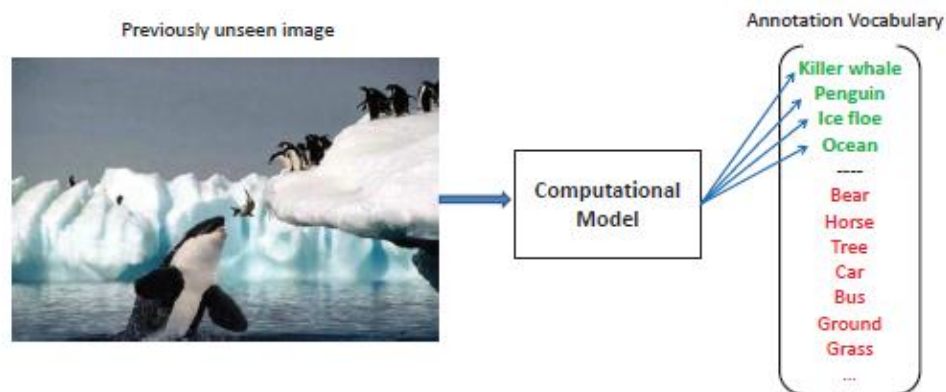 Previously unseen image
Annotation Vocabulary
Killer whale
Penguin
Ice floe
Ocean
----
Computational
Model
Bear
Horse
Tree
Car
Bus
Ground
Grass
...